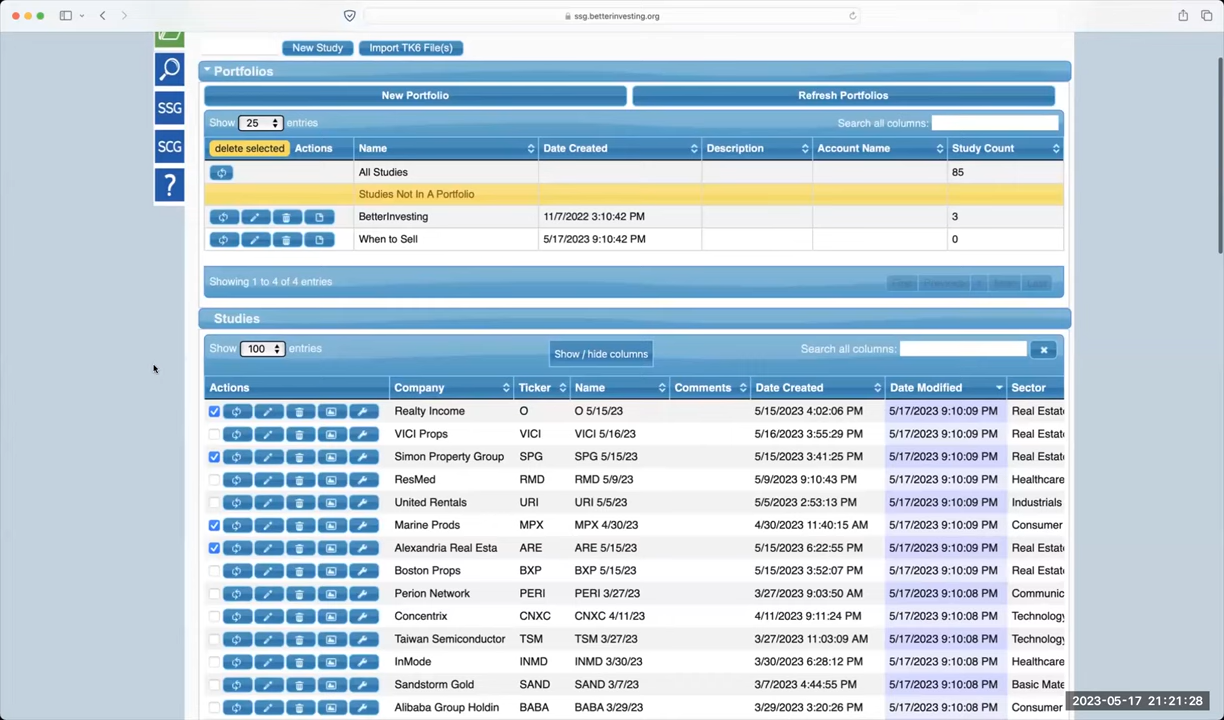 ssg.betterinvesting.org
New Study Import TK6 File(s)
Portfolios
New Portfolio Refresh Portfolios
Show 25 entries Search all columns:
delete selected Actions Name Date Created Description Account Name Study Count
All Studies 85
Studies Not In A Portfolio
BetterInvesting 11/7/2022 3:10:42 PM 3
When to Sell 5/17/2023 9:10:42 PM 0
Showing 1 to 4 of 4 entries
Studies
Show 100 entries Show / hide columns Search all columns:
Actions Company Ticker Name Comments Date Created Date Modified Sector
Realty Income O O 5/15/23 5/15/2023 4:02:06 PM 5/17/2023 9:10:09 PM Real Estate
VICI Props VICI VICI 5/16/23 5/16/2023 3:55:29 PM 5/17/2023 9:10:09 PM Real Estate
Simon Property Group SPG SPG 5/15/23 5/15/2023 3:41:25 PM 5/17/2023 9:10:09 PM Real Estate
ResMed RMD RMD 5/9/23 5/9/2023 9:10:43 PM 5/17/2023 9:10:09 PM Healthcare
United Rentals URI URI 5/5/23 5/5/2023 2:53:13 PM 5/17/2023 9:10:09 PM Industrials
Marine Prods MPX MPX 4/30/23 4/30/2023 11:40:15 AM 5/17/2023 9:10:09 PM Consumer
Alexandria Real Esta ARE ARE 5/15/23 5/15/2023 6:22:55 PM 5/17/2023 9:10:09 PM Real Estate
Boston Props BXP BXP 5/15/23 5/15/2023 3:52:07 PM 5/17/2023 9:10:09 PM Real Estate
Perion Network PERI PERI 3/27/23 3/27/2023 9:03:50 AM 5/17/2023 9:10:08 PM Communic
Concentrix CNXC CNXC 4/11/23 4/11/2029 9:11:24 PM 5/17/2023 9:10:08 PM Technology
Taiwan Semiconductor TSM TSM 3/27/23 3/27/2023 11:03:09 AM 5/17/2023 9:10:08 PM Technology
InMode INMD INMD 3/30/23 3/30/2023 6:28:12 PM 5/17/2023 9:10:08 PM Healthcare
Sandstorm Gold SAND SAND 3/7/23 3/7/2023 4:44:55 PM 5/17/2023 9:10:08 PM Basic Mate
Alibaba Group Holdin BABA BABA 3/29/23 3/29/2023 3:20:26 PM 5/17/2023 9:10:08 PM Consumer
SSG
SCG
?
2023-05-17 21:21:28